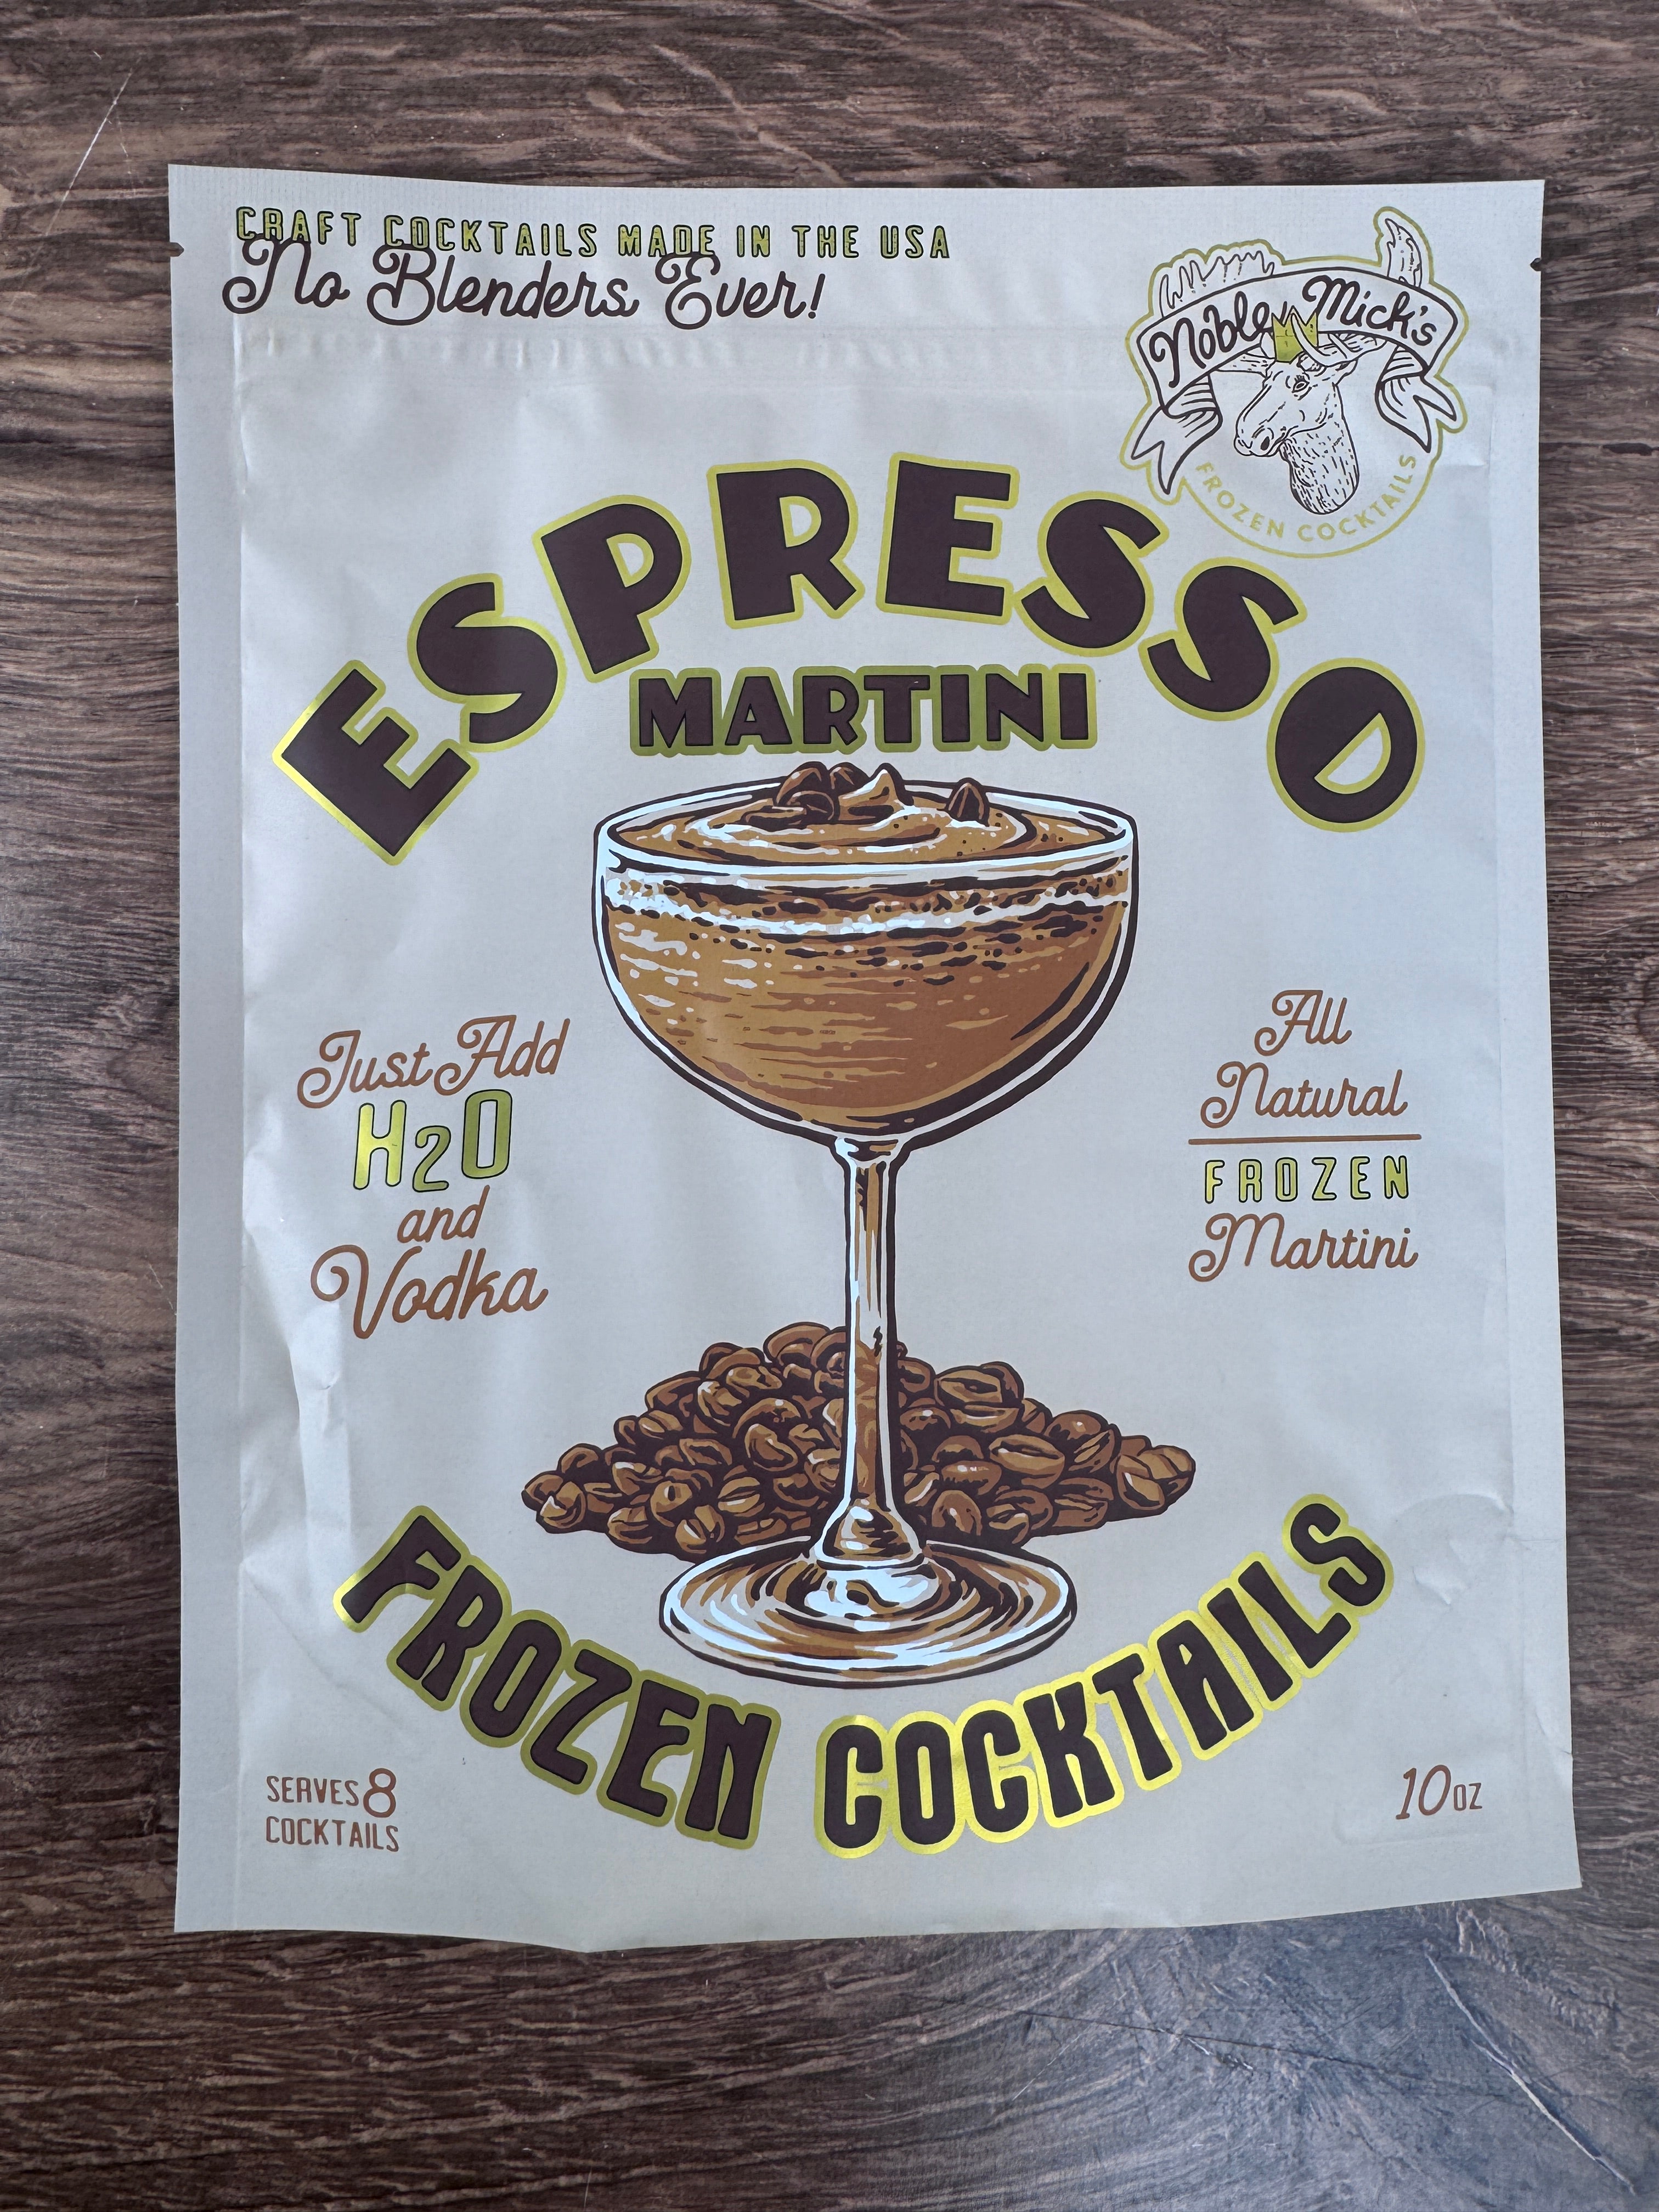 CRAFT COCKTAILS MADE IN THE USA
No Blenders Ever!
Noble Mick's
FROZEN COCKTAILS
ESPRESSO
MARTINI
Just Add
H2O
and
Vodka
All
Natural
FROZEN
Martini
FROZEN COCKTAILS
SERVES 8
COCKTAILS
10oz